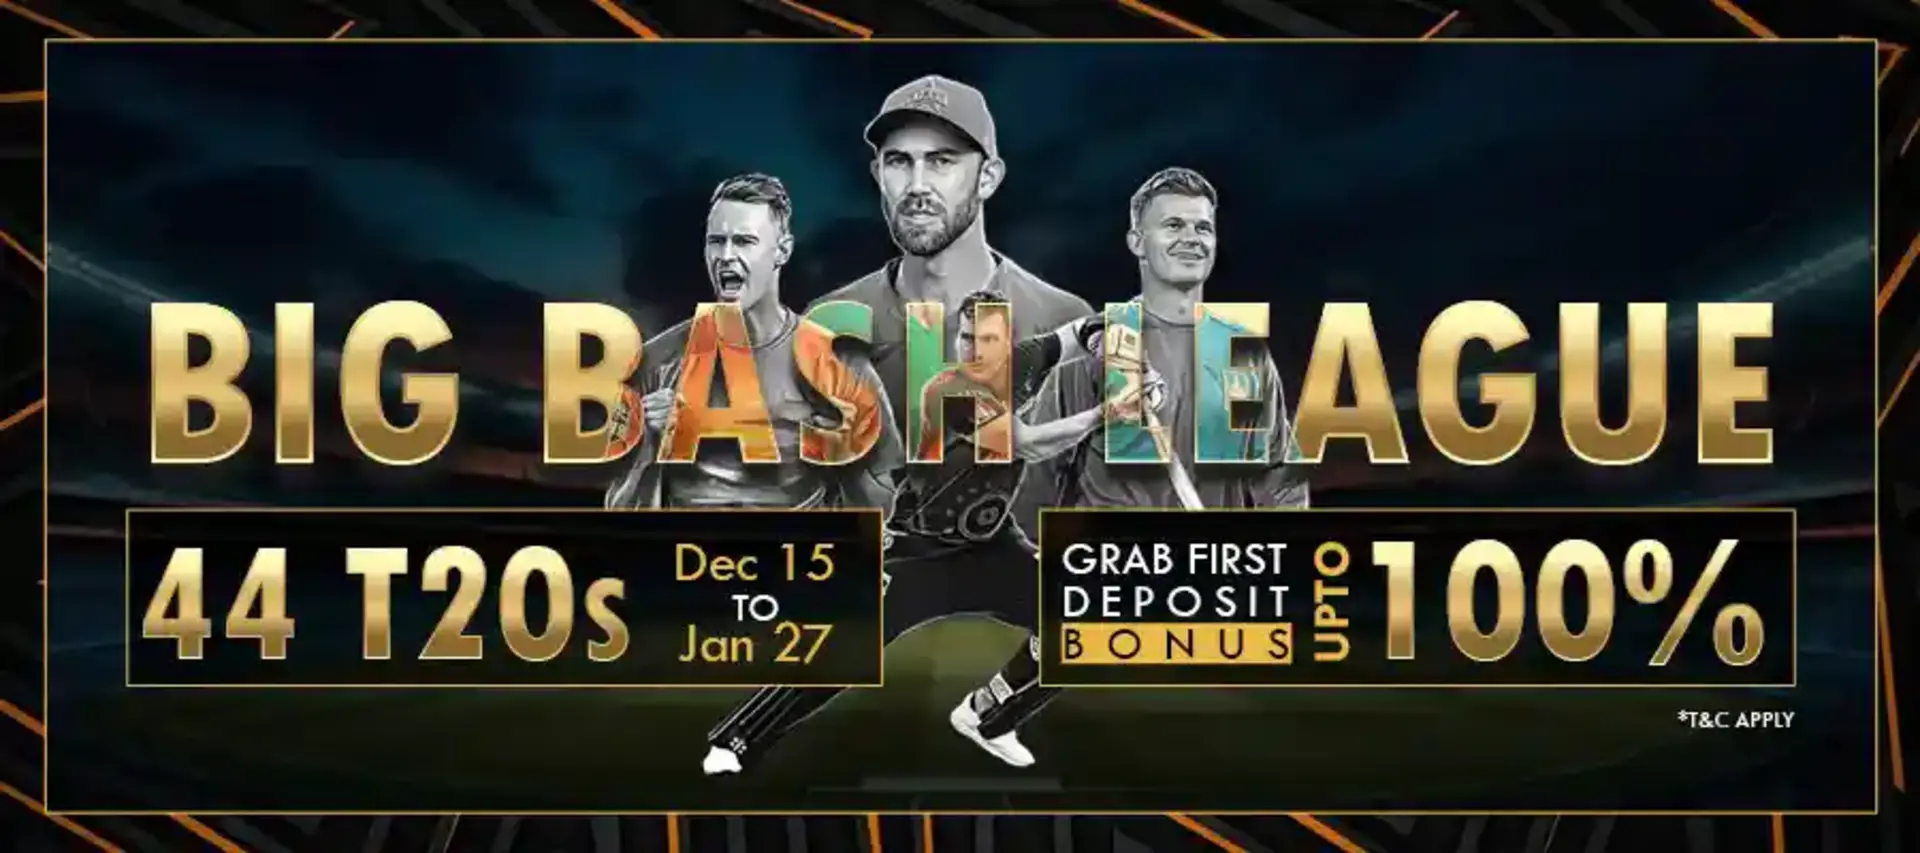 BIG BASH LEAGUE
44 T20s
Dec 15
TO
Jan 27
GRAB FIRST
DEPOSIT
BONUS
UPTO
100%
*T&C APPLY